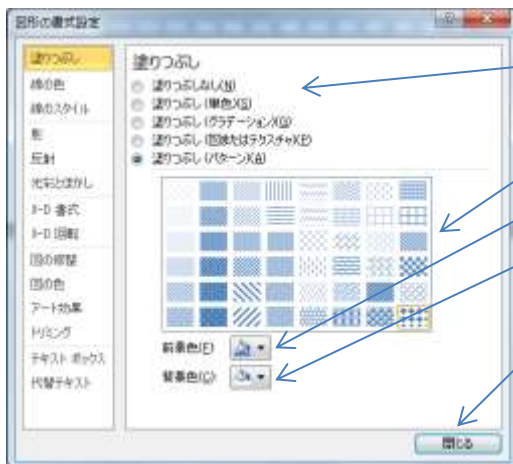 図形の書式設定
塗りつぶし
線の色
線のスタイル
影
反射
光彩とぼかし
3-D 書式
3-D 回転
図の修整
図の色
アート効果
トリミング
テキスト ボックス
代替テキスト
塗りつぶし
塗りつぶしなし(N)
塗りつぶし (単色)(S)
塗りつぶし (グラデーション)(G)
塗りつぶし (図またはテクスチャ)(P)
塗りつぶし (パターン)(A)
前景色(F)
背景色(C)
閉じる